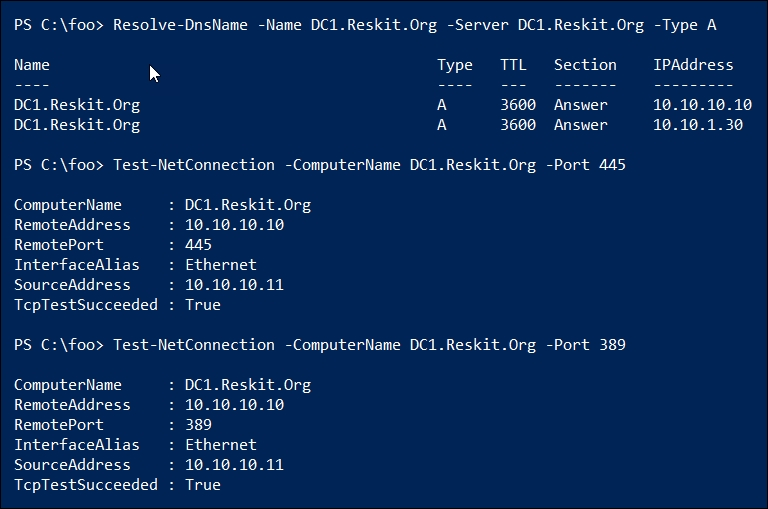 PS C:\foo> Resolve-DnsName -Name DC1.Reskit.Org -Server DC1.Reskit.Org -Type A
Name Type TTL Section IPAddress
---- ---- --- ------- ---------
DC1.Reskit.Org A 3600 Answer 10.10.10.10
DC1.Reskit.Org A 3600 Answer 10.10.1.30
PS C:\foo> Test-NetConnection -ComputerName DC1.Reskit.Org -Port 445
ComputerName : DC1.Reskit.Org
RemoteAddress : 10.10.10.10
RemotePort : 445
InterfaceAlias : Ethernet
SourceAddress : 10.10.10.11
TcpTestSucceeded : True
PS C:\foo> Test-NetConnection -ComputerName DC1.Reskit.Org -Port 389
ComputerName : DC1.Reskit.Org
RemoteAddress : 10.10.10.10
RemotePort : 389
InterfaceAlias : Ethernet
SourceAddress : 10.10.10.11
TcpTestSucceeded : True